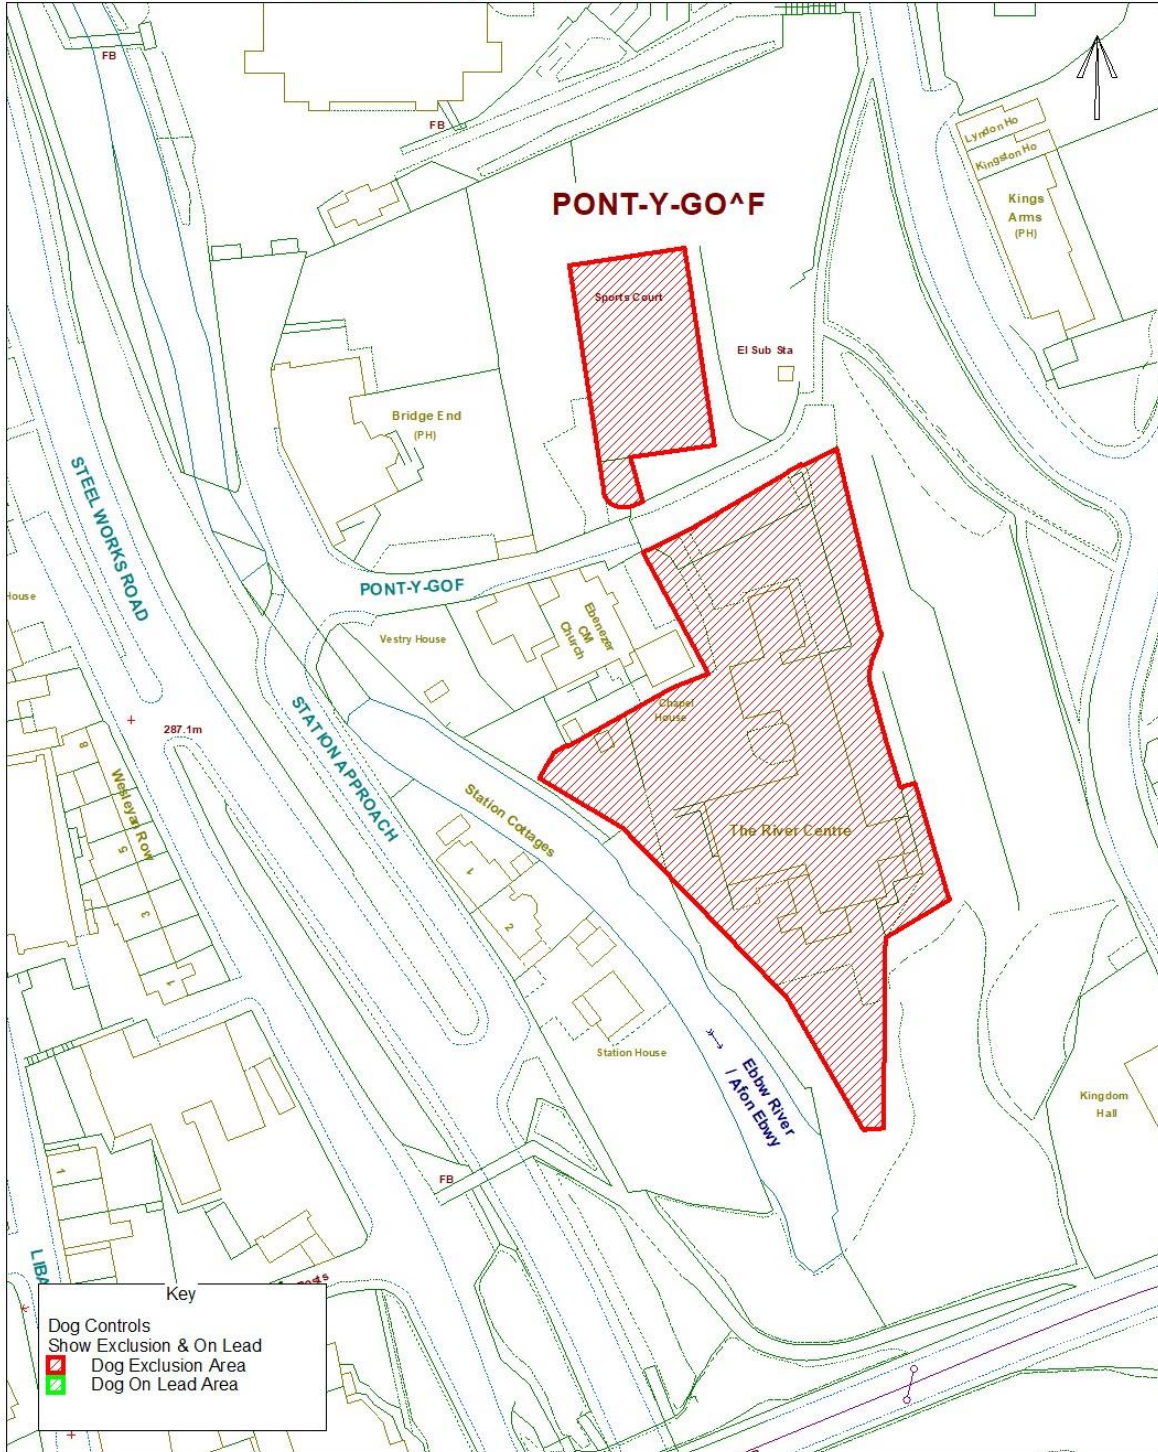 FB
FB
Lyndon Ho
Kingston Ho
Kings
Arms
(PH)
PONT-Y-GO^F
Sports Court
El Sub Sta
Bridge End
(PH)
STEEL WORKS ROAD
PONT-Y-GOF
House
Vestry House
Ebenezer
CM
Church
Chapel
House
287.1m
STATION APPROACH
8
Wesleyan Row
5
3
1
Station Cottages
1
2
The River Centre
Station House
Ebbw River
/ Afon Ebwy
Kingdom
Hall
FB
1
LIBA
Key
Dog Controls
Show Exclusion & On Lead
Dog Exclusion Area
Dog On Lead Area